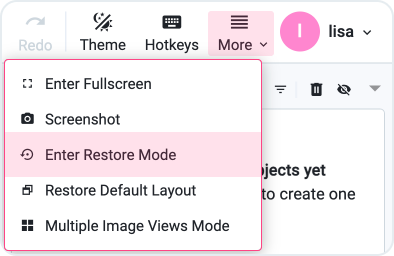 Redo Theme Hotkeys More I lisa
Enter Fullscreen
Screenshot
Enter Restore Mode
ojects yet
Restore Default Layout
to create one
Multiple Image Views Mode